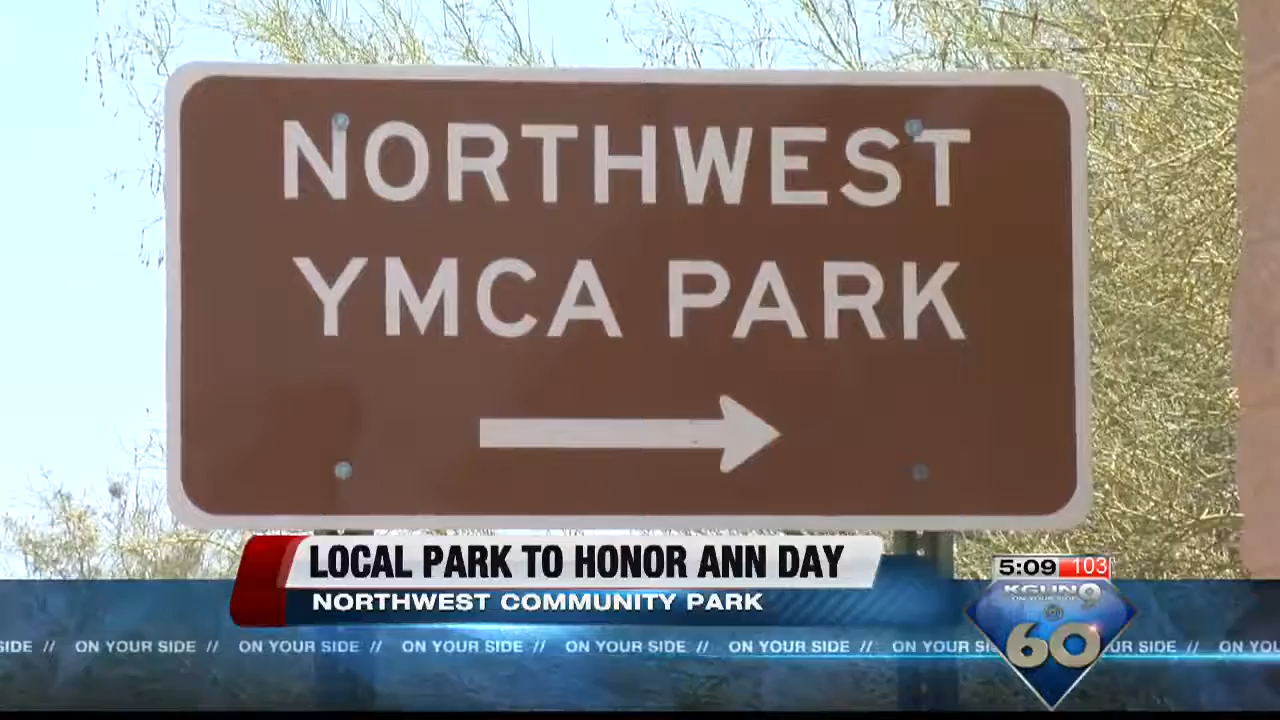 NORTHWEST
YMCA PARK
LOCAL PARK TO HONOR ANN DAY
NORTHWEST COMMUNITY PARK
5:09 103
KGUN9
ON YOUR SIDE
60
SIDE // ON YOUR SIDE // ON YOUR SIDE // ON YOUR SIDE // ON YOUR SIDE // ON YOUR SIDE // ON YOUR SI UR SIDE // ON YOU